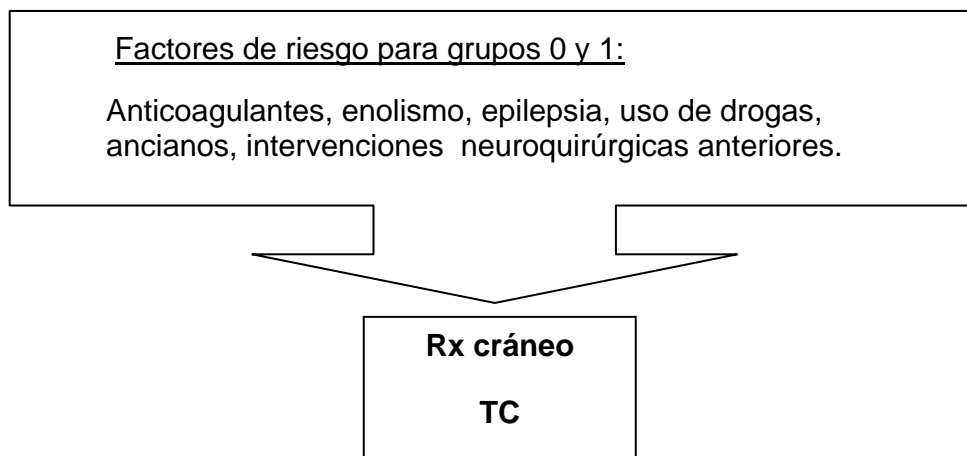 Factores de riesgo para grupos 0 y 1:
Anticoagulantes, enolismo, epilepsia, uso de drogas,
ancianos, intervenciones neuroquirúrgicas anteriores.
Rx cráneo
TC